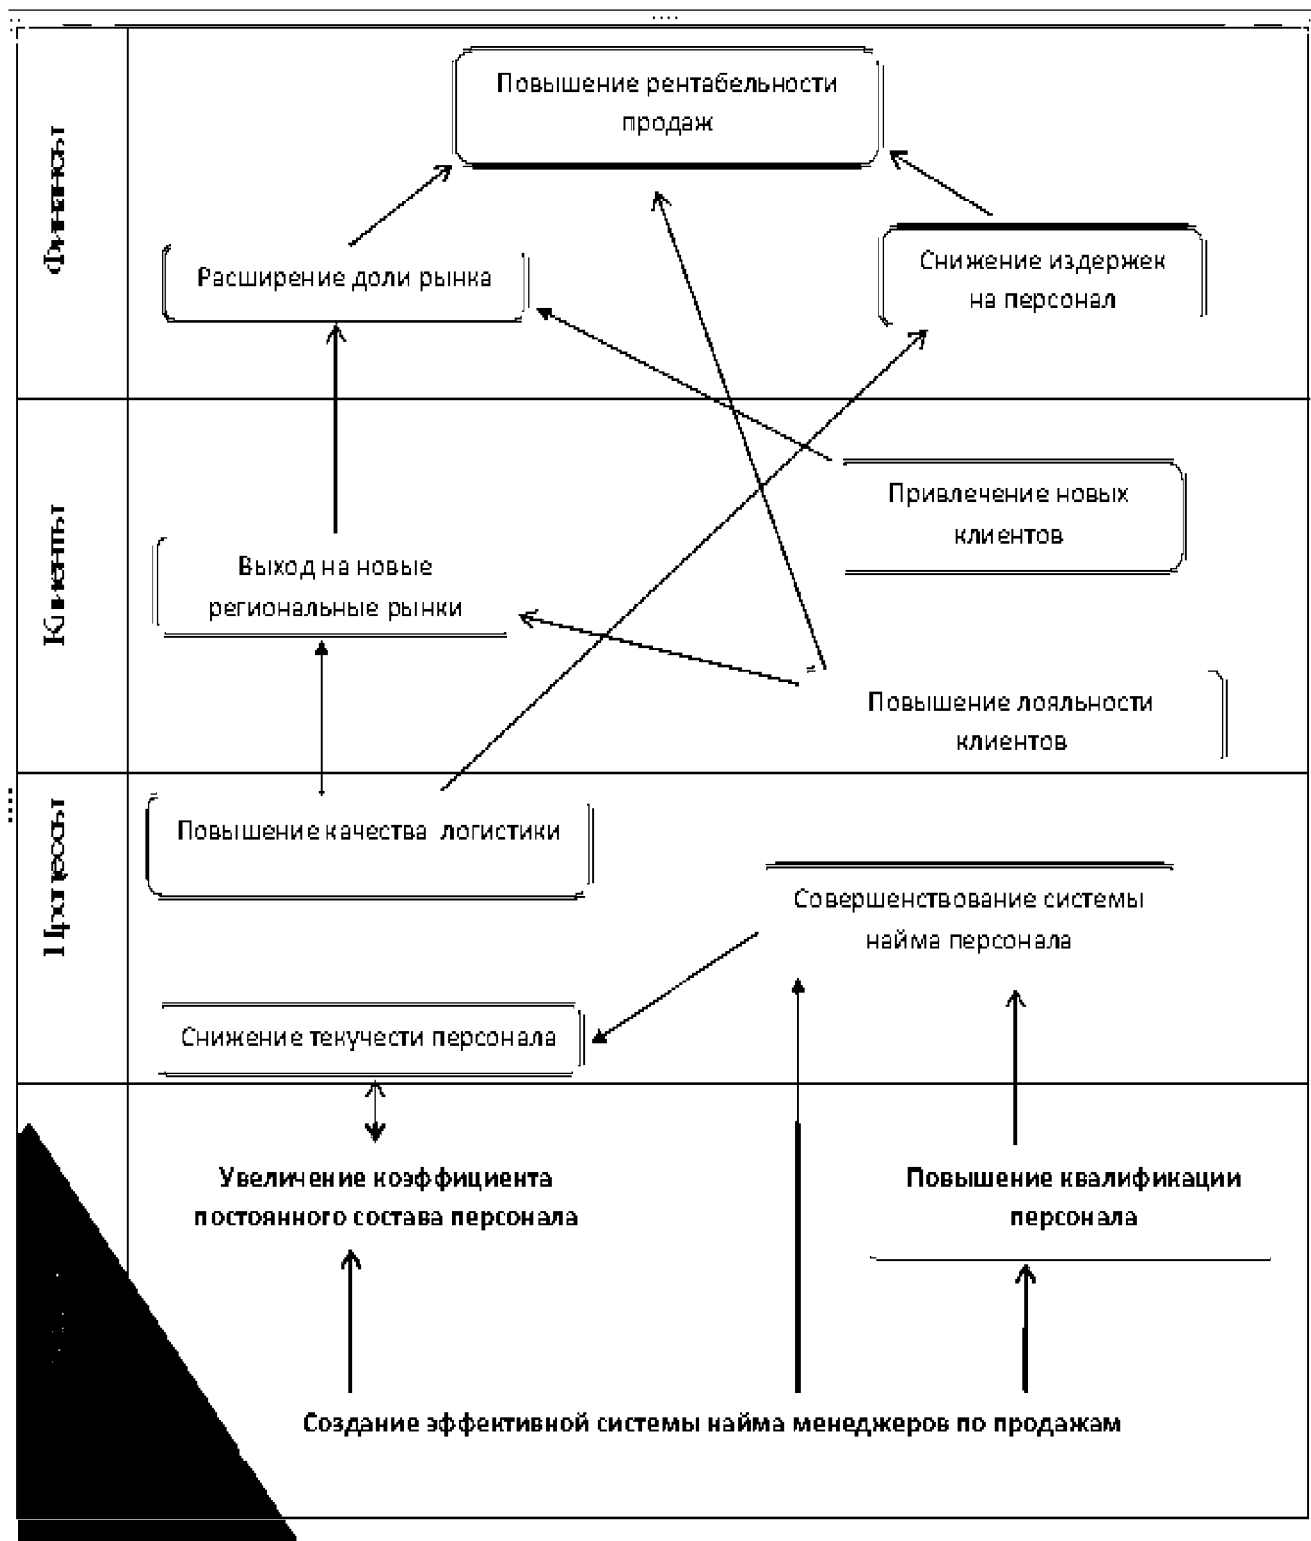 Финансы
Повышение рентабельности
продаж
Расширение доли рынка
Снижение издержек
на персонал
Клиенты
Привлечение новых
клиентов
Выход на новые
региональные рынки
Повышение лояльности
клиентов
Процессы
Повышение качества логистики
Совершенствование системы
найма персонала
Снижение текучести персонала
Увеличение коэффициента
постоянного состава персонала
Повышение квалификации
персонала
Создание эффективной системы найма менеджеров по продажам